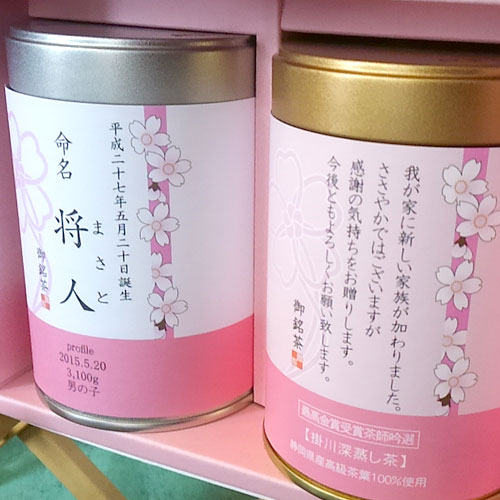 平成二十七年五月二十日誕生
命名
将人
まさと
御銘茶
profile
2015.5.20
3,100g
男の子
我が家に新しい家族が加わりました。
ささやかではございますが
感謝の気持ちをお贈りします。
今後ともよろしくお願い致します。
御銘茶
最高金賞受賞茶師吟選
【掛川深蒸し茶】
静岡県産高級茶葉100%使用